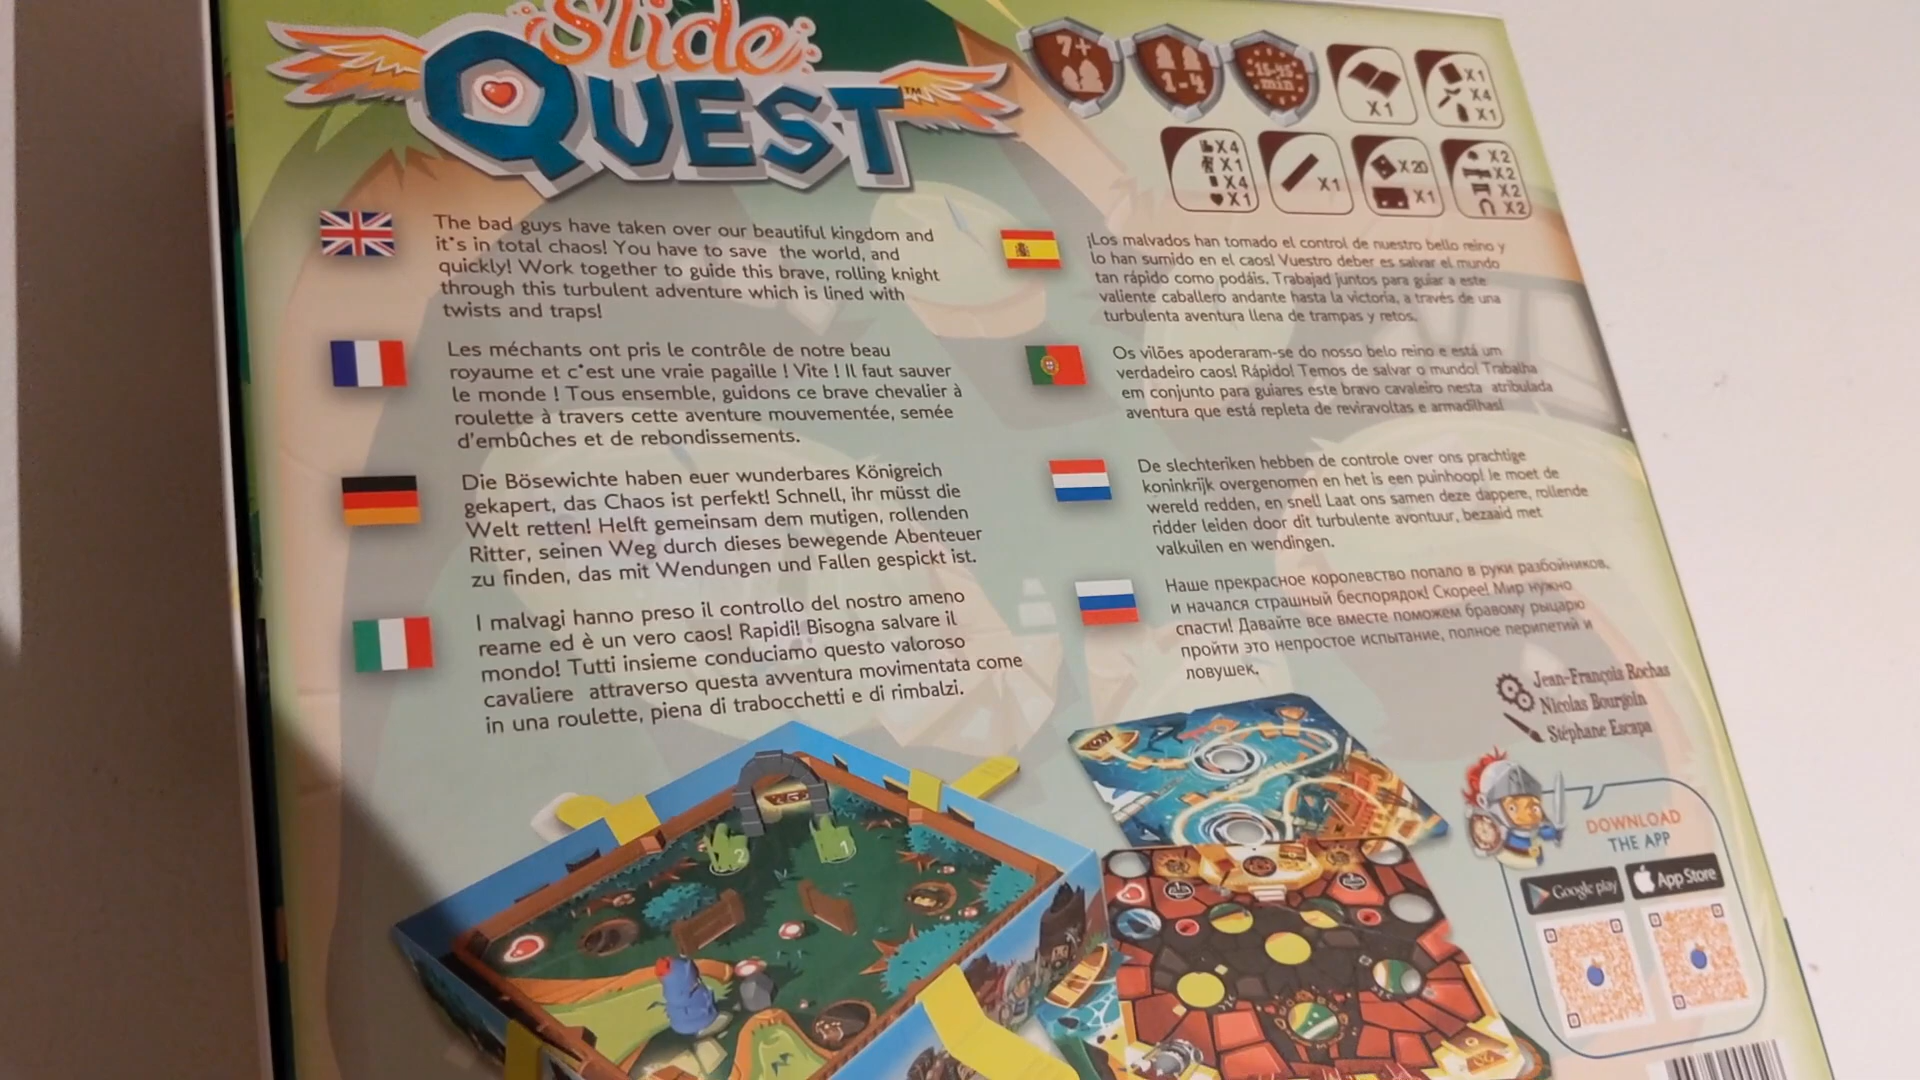 Slide
QUEST™
7+
1-4
15-45
min
X1
X1
X4
X1
X4
X1
X4
X1
X1
X20
X1
X2
X2
X2
X2
The bad guys have taken over our beautiful kingdom and
it's in total chaos! You have to save the world, and
quickly! Work together to guide this brave, rolling knight
through this turbulent adventure which is lined with
twists and traps!
Les méchants ont pris le contrôle de notre beau
royaume et c'est une vraie pagaille ! Vite ! Il faut sauver
le monde ! Tous ensemble, guidons ce brave chevalier à
roulette à travers cette aventure mouvementée, semée
d'embûches et de rebondissements.
Die Bösewichte haben euer wunderbares Königreich
gekapert, das Chaos ist perfekt! Schnell, ihr müsst die
Welt retten! Helft gemeinsam dem mutigen, rollenden
Ritter, seinen Weg durch dieses bewegende Abenteuer
zu finden, das mit Wendungen und Fallen gespickt ist.
I malvagi hanno preso il controllo del nostro ameno
reame ed è un vero caos! Rapidi! Bisogna salvare il
mondo! Tutti insieme conduciamo questo valoroso
cavaliere attraverso questa avventura movimentata come
in una roulette, piena di trabocchetti e di rimbalzi.
¡Los malvados han tomado el control de nuestro bello reino y
lo han sumido en el caos! Vuestro deber es salvar el mundo
tan rápido como podáis. Trabajad juntos para guiar a este
valiente caballero andante hasta la victoria, a través de una
turbulenta aventura llena de trampas y retos.
Os vilões apoderaram-se do nosso belo reino e está um
verdadeiro caos! Rápido! Temos de salvar o mundo! Trabalha
em conjunto para guiares este bravo cavaleiro nesta atribulada
aventura que está repleta de reviravoltas e armadilhas!
De slechteriken hebben de controle over ons prachtige
koninkrijk overgenomen en het is een puinhoop! Je moet de
wereld redden, en snel! Laat ons samen deze dappere, rollende
ridder leiden door dit turbulente avontuur, bezaaid met
valkuilen en wendingen.
Наше прекрасное королевство попало в руки разбойников,
и начался страшный беспорядок! Скорее! Мир нужно
спасти! Давайте все вместе поможем бравому рыцарю
пройти это непростое испытание, полное перипетий и
ловушек.
Jean-François Rochas
Nicolas Bourgoin
Stéphane Escapa
2
1
DOWNLOAD
THE APP
Google play
App Store